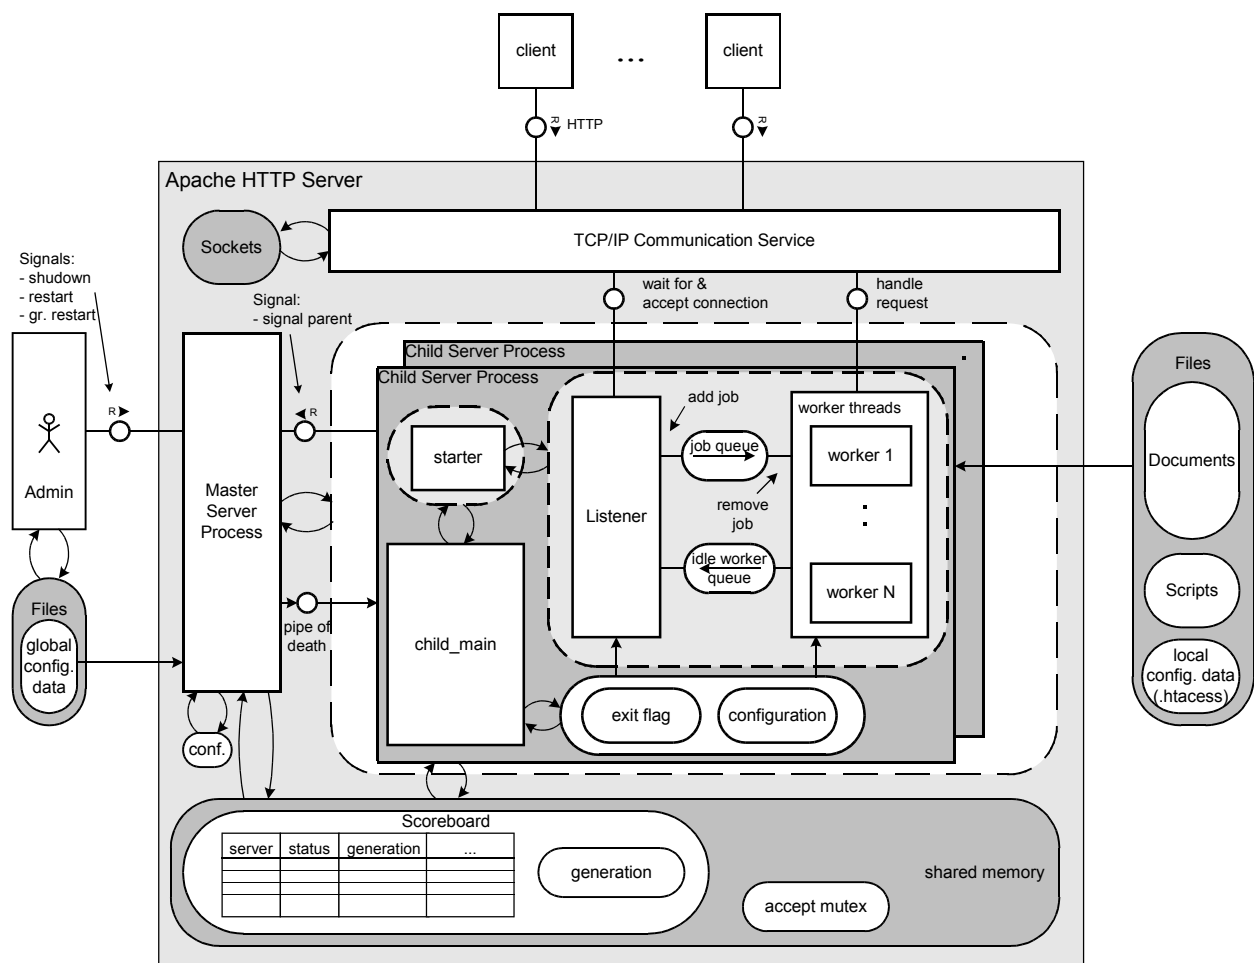 client
...
client
R
HTTP
R
Apache HTTP Server
Sockets
TCP/IP Communication Service
Signals:
- shudown
- restart
- gr. restart
Signal:
- signal parent
wait for &
accept connection
handle
request
Child Server Process
Child Server Process
Files
Documents
Scripts
local
config. data
(.htacess)
R
R
Admin
Master
Server
Process
starter
Listener
add job
job queue
remove
job
idle worker
queue
worker threads
worker 1
worker N
Files
global
config.
data
pipe of
death
child_main
exit flag
configuration
conf.
Scoreboard
server
status
generation
...
generation
accept mutex
shared memory